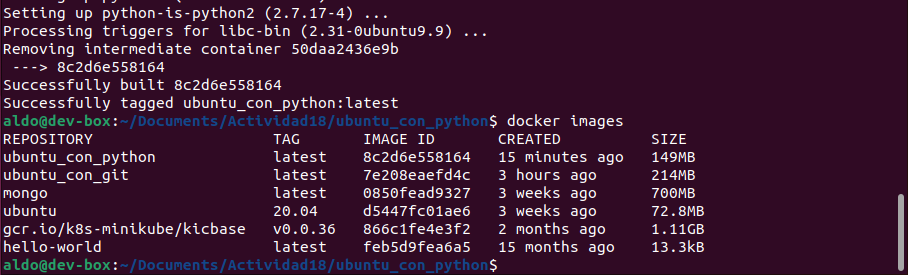 Setting up python-is-python2 (2.7.17-4) ...
Processing triggers for libc-bin (2.31-0ubuntu9.9) ...
Removing intermediate container 50daa2436e9b
 ---> 8c2d6e558164
Successfully built 8c2d6e558164
Successfully tagged ubuntu_con_python:latest
aldo@dev-box:~/Documents/Actividad18/ubuntu_con_python$ docker images
REPOSITORY                    TAG       IMAGE ID       CREATED          SIZE
ubuntu_con_python             latest    8c2d6e558164   15 minutes ago   149MB
ubuntu_con_git                latest    7e208eaefd4c   3 hours ago      214MB
mongo                         latest    0850fead9327   3 weeks ago      700MB
ubuntu                        20.04     d5447fc01ae6   3 weeks ago      72.8MB
gcr.io/k8s-minikube/kicbase   v0.0.36   866c1fe4e3f2   2 months ago     1.11GB
hello-world                   latest    feb5d9fea6a5   15 months ago    13.3kB
aldo@dev-box:~/Documents/Actividad18/ubuntu_con_python$